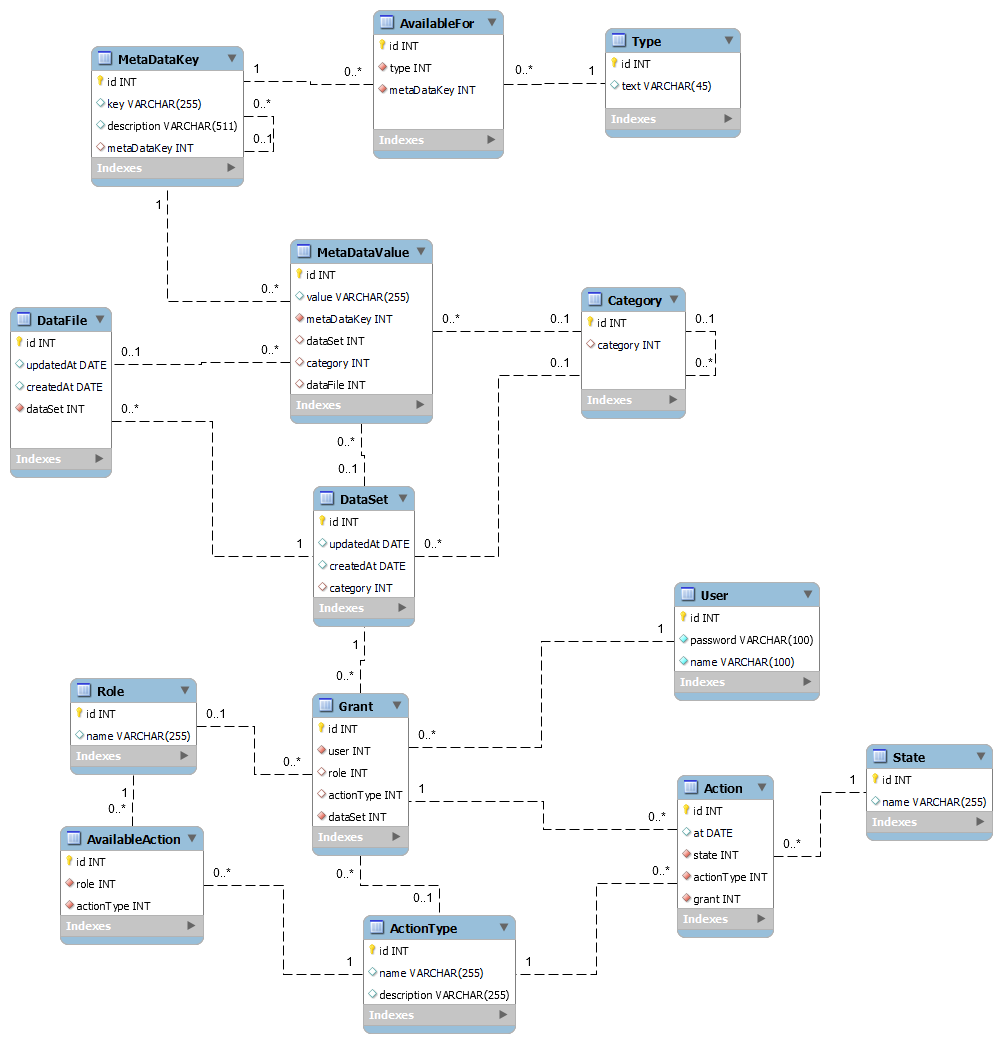 AvailableFor
id INT
type INT
metaDataKey INT
Indexes
Type
id INT
text VARCHAR(45)
Indexes
MetaDataKey
id INT
key VARCHAR(255)
description VARCHAR(511)
metaDataKey INT
Indexes
1
0..*
0..*
1
0..*
0..1
1
0..*
MetaDataValue
id INT
value VARCHAR(255)
metaDataKey INT
dataSet INT
category INT
dataFile INT
Indexes
Category
id INT
category INT
Indexes
0..*
0..1
0..1
0..*
0..1
DataFile
id INT
updatedAt DATE
createdAt DATE
dataSet INT
Indexes
0..1
0..*
0..*
1
0..*
0..1
DataSet
id INT
updatedAt DATE
createdAt DATE
category INT
Indexes
0..*
1
0..*
User
id INT
password VARCHAR(100)
name VARCHAR(100)
Indexes
1
Role
id INT
name VARCHAR(255)
Indexes
0..1
0..*
Grant
id INT
user INT
role INT
actionType INT
dataSet INT
Indexes
0..*
1
0..*
State
id INT
name VARCHAR(255)
Indexes
1
0..*
Action
id INT
at DATE
state INT
actionType INT
grant INT
Indexes
0..*
1
0..*
AvailableAction
id INT
role INT
actionType INT
Indexes
0..*
1
0..*
0..1
ActionType
id INT
name VARCHAR(255)
description VARCHAR(255)
Indexes
1